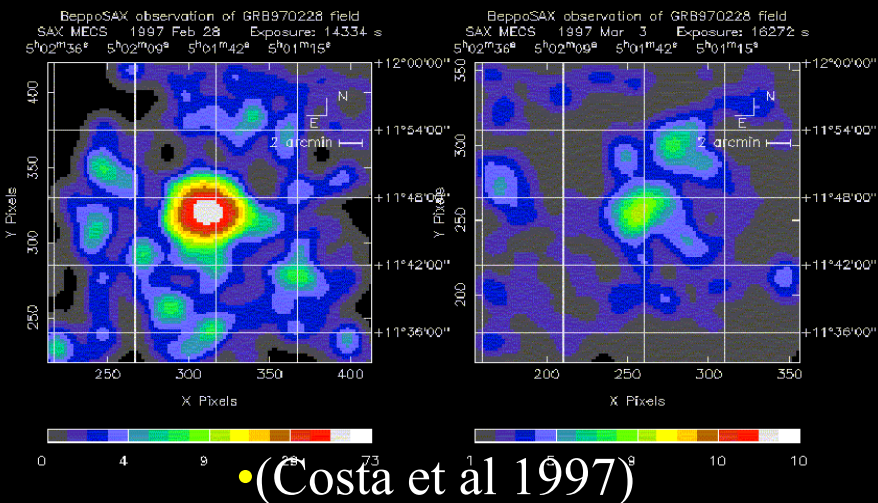 BeppoSAX observation of GRB970228 field
SAX MECS 1997 Feb 28 Exposure: 14334 s
5h02m36s 5h02m09s 5h01m42s 5h01m15s
400
350
300
250
Y Pixels
N
E
2 arcmin
+12°00'00"
+11°54'00"
+11°48'00"
+11°42'00"
+11°36'00"
250 300 350 400
X Pixels
0 4 9 73
BeppoSAX observation of GRB970228 field
SAX MECS 1997 Mar 3 Exposure: 16272 s
5h02m36s 5h02m09s 5h01m42s 5h01m15s
350
300
250
200
Y Pixels
N
E
2 arcmin
+12°00'00"
+11°54'00"
+11°48'00"
+11°42'00"
+11°36'00"
200 250 300 350
X Pixels
1 5 9 10 10
•(Costa et al 1997)